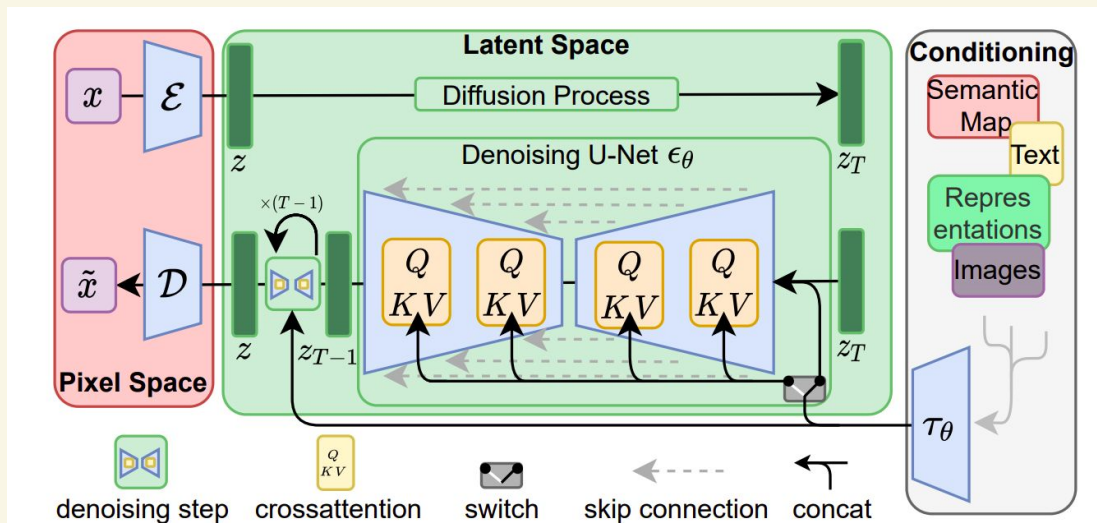 Latent Space
Conditioning
x
ℰ
z
Diffusion Process
z_T
Semantic
Map
Text
Denoising U-Net ϵ_θ
Repres
entations
Images
×(T−1)
x̃
𝒟
z
z_{T−1}
Q
KV
Q
KV
Q
KV
Q
KV
z_T
Pixel Space
τ_θ
Q
KV
denoising step
crossattention
switch
skip connection
concat